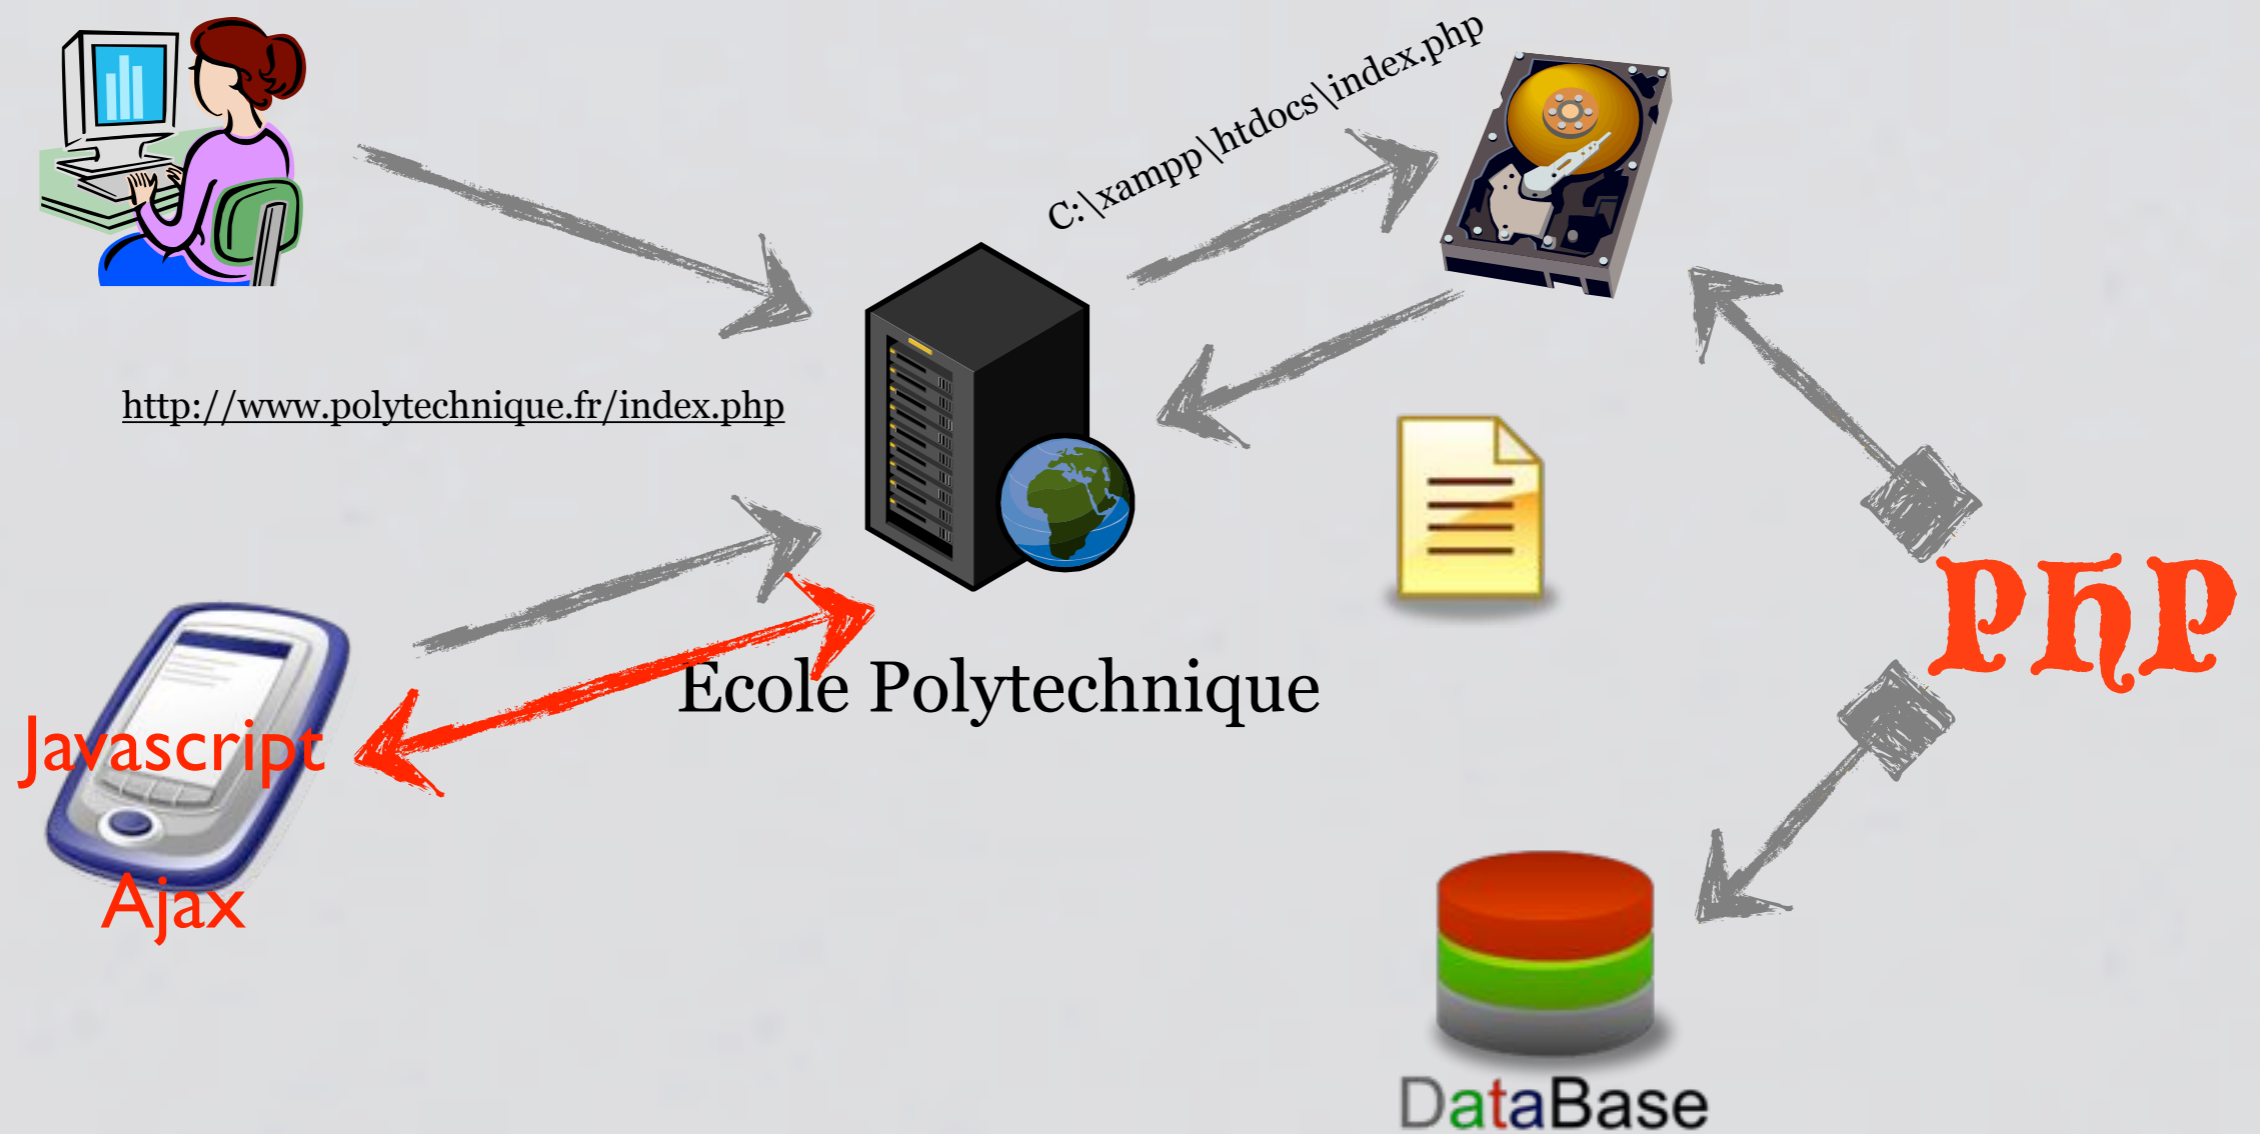 C:\xampp\htdocs\index.php
http://www.polytechnique.fr/index.php
PHP
Ecole Polytechnique
Javascript
Ajax
DataBase